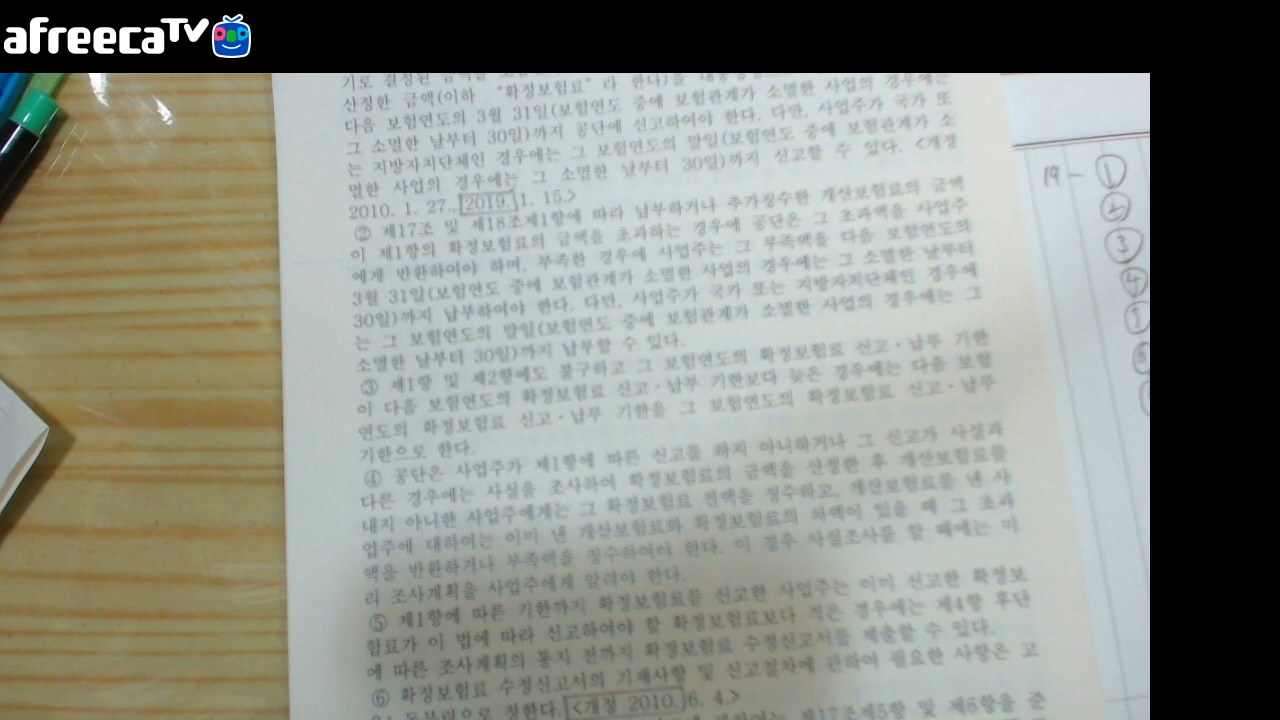 afreecaTV
기로 결정된 금액을
산정한 금액(이하 "확정보험료"라 한다)을
다음 보험연도의 3월 31일(보험연도 중에 보험관계가 소멸한 사업의 경우에는
그 소멸한 날부터 30일)까지 공단에 신고하여야 한다. 다만, 사업주가 국가 또
는 지방자치단체인 경우에는 그 보험연도의 말일(보험연도 중에 보험관계가 소
멸한 사업의 경우에는 그 소멸한 날부터 30일)까지 신고할 수 있다. <개정
2010. 1. 27., 2019. 1. 15.>
② 제17조 및 제18조제1항에 따라 납부하거나 추가징수한 개산보험료의 금액
이 제1항의 확정보험료의 금액을 초과하는 경우에 공단은 그 초과액을 사업주
에게 반환하여야 하며, 부족한 경우에 사업주는 그 부족액을 다음 보험연도의
3월 31일(보험연도 중에 보험관계가 소멸한 사업의 경우에는 그 소멸한 날부터
30일)까지 납부하여야 한다. 다만, 사업주가 국가 또는 지방자치단체인 경우에
는 그 보험연도의 말일(보험연도 중에 보험관계가 소멸한 사업의 경우에는 그
소멸한 날부터 30일)까지 납부할 수 있다.
③ 제1항 및 제2항에도 불구하고 그 보험연도의 확정보험료 신고·납부 기한
이 다음 보험연도의 확정보험료 신고·납부 기한보다 늦은 경우에는 다음 보험
연도의 확정보험료 신고·납부 기한을 그 보험연도의 확정보험료 신고·납부
기한으로 한다.
④ 공단은 사업주가 제1항에 따른 신고를 하지 아니하거나 그 신고가 사실과
다른 경우에는 사실을 조사하여 확정보험료의 금액을 산정한 후 개산보험료를
내지 아니한 사업주에게는 그 확정보험료 전액을 징수하고, 개산보험료를 낸 사
업주에 대하여는 이미 낸 개산보험료와 확정보험료의 차액이 있을 때 그 초과
액을 반환하거나 부족액을 징수하여야 한다. 이 경우 사실조사를 할 때에는 미
리 조사계획을 사업주에게 알려야 한다.
⑤ 제1항에 따른 기한까지 확정보험료를 신고한 사업주는 이미 신고한 확정보
험료가 이 법에 따라 신고하여야 할 확정보험료보다 적은 경우에는 제4항 후단
에 따른 조사계획의 통지 전까지 확정보험료 수정신고서를 제출할 수 있다.
⑥ 확정보험료 수정신고서의 기재사항 및 신고절차에 관하여 필요한 사항은 고
용노동부령으로 정한다. <개정 2010. 6. 4.>
제17조제5항 및 제6항을 준
19 - ①
②
③
④
⑤